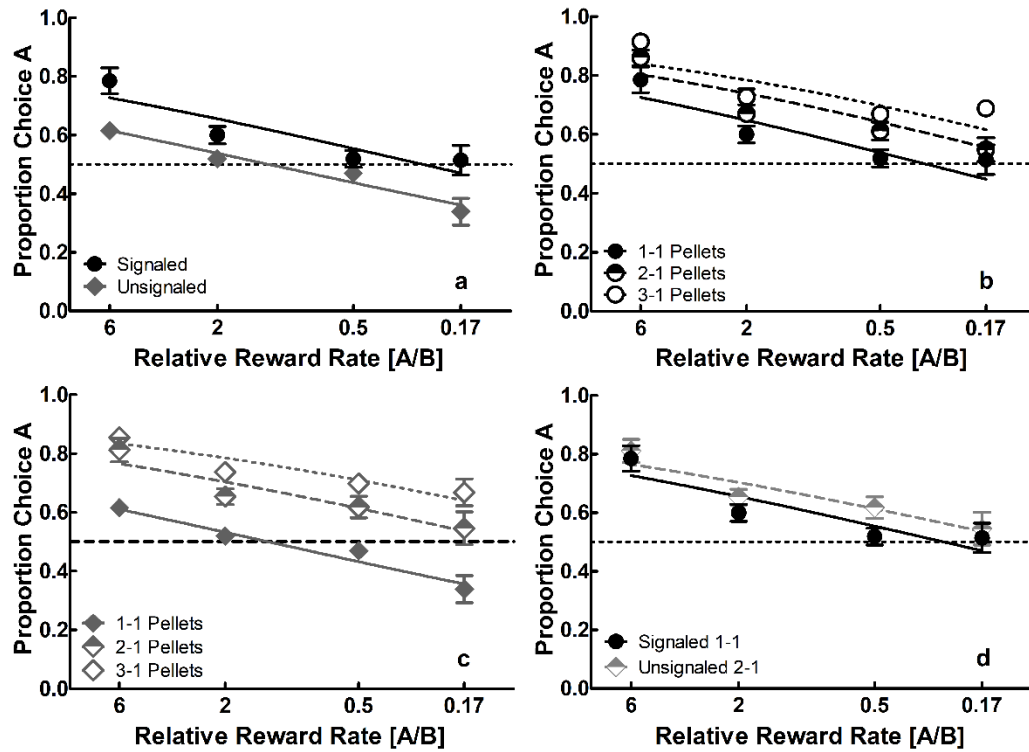 1.0
0.8
0.6
0.4
0.2
0.0
Proportion Choice A
Signaled
Unsignaled
a
6
2
0.5
0.17
Relative Reward Rate [A/B]
1.0
0.8
0.6
0.4
0.2
0.0
Proportion Choice A
1-1 Pellets
2-1 Pellets
3-1 Pellets
b
6
2
0.5
0.17
Relative Reward Rate [A/B]
1.0
0.8
0.6
0.4
0.2
0.0
Proportion Choice A
1-1 Pellets
2-1 Pellets
3-1 Pellets
c
6
2
0.5
0.17
Relative Reward Rate [A/B]
1.0
0.8
0.6
0.4
0.2
0.0
Proportion Choice A
Signaled 1-1
Unsignaled 2-1
d
6
2
0.5
0.17
Relative Reward Rate [A/B]